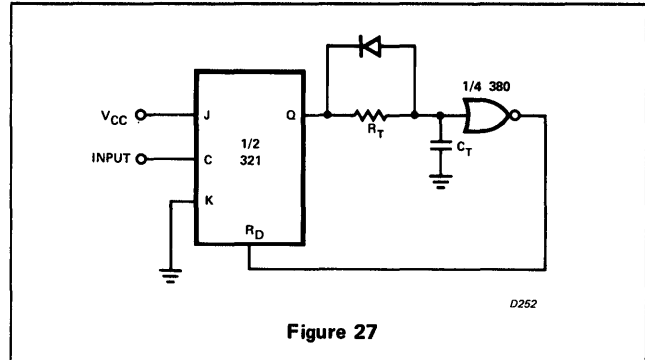 1/4 380
V_CC
J
Q
R_T
1/2
321
INPUT
C
C_T
K
R_D
D252
Figure 27